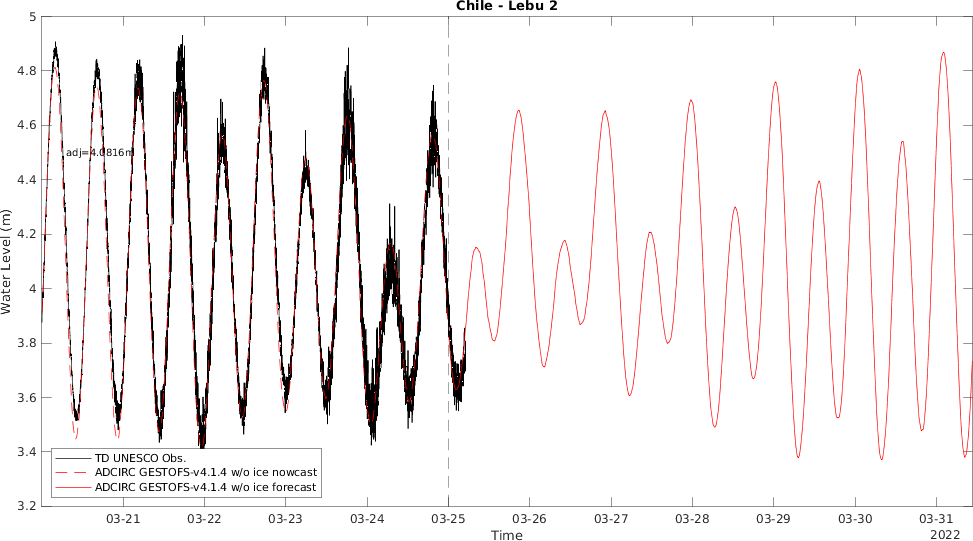 Chile - Lebu 2
5
4.8
4.6
4.4
4.2
4
3.8
3.6
3.4
3.2
Water Level (m)
adj=4.0816m
TD UNESCO Obs.
ADCIRC GESTOFS-v4.1.4 w/o ice nowcast
ADCIRC GESTOFS-v4.1.4 w/o ice forecast
03-21 03-22 03-23 03-24 03-25 03-26 03-27 03-28 03-29 03-30 03-31
2022
Time